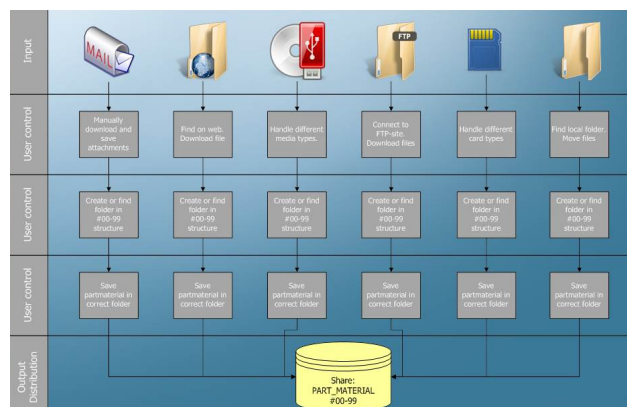 Input
MAIL
FTP
User control
Manually
download and
save
attachments
Find on web.
Download file
Handle different
media types.
Connect to
FTP-site.
Download files
Handle different
card types
Find local folder.
Move files
User control
Create or find
folder in
#00-99
structure
Create or find
folder in
#00-99
structure
Create or find
folder in
#00-99
structure
Create or find
folder in
#00-99
structure
Create or find
folder in
#00-99
structure
Create or find
folder in
#00-99
structure
User control
Save
partmaterial in
correct folder
Save
partmaterial in
correct folder
Save
partmaterial in
correct folder
Save
partmaterial in
correct folder
Save
partmaterial in
correct folder
Save
partmaterial in
correct folder
Output
Distribution
Share:
PART_MATERIAL
#00-99